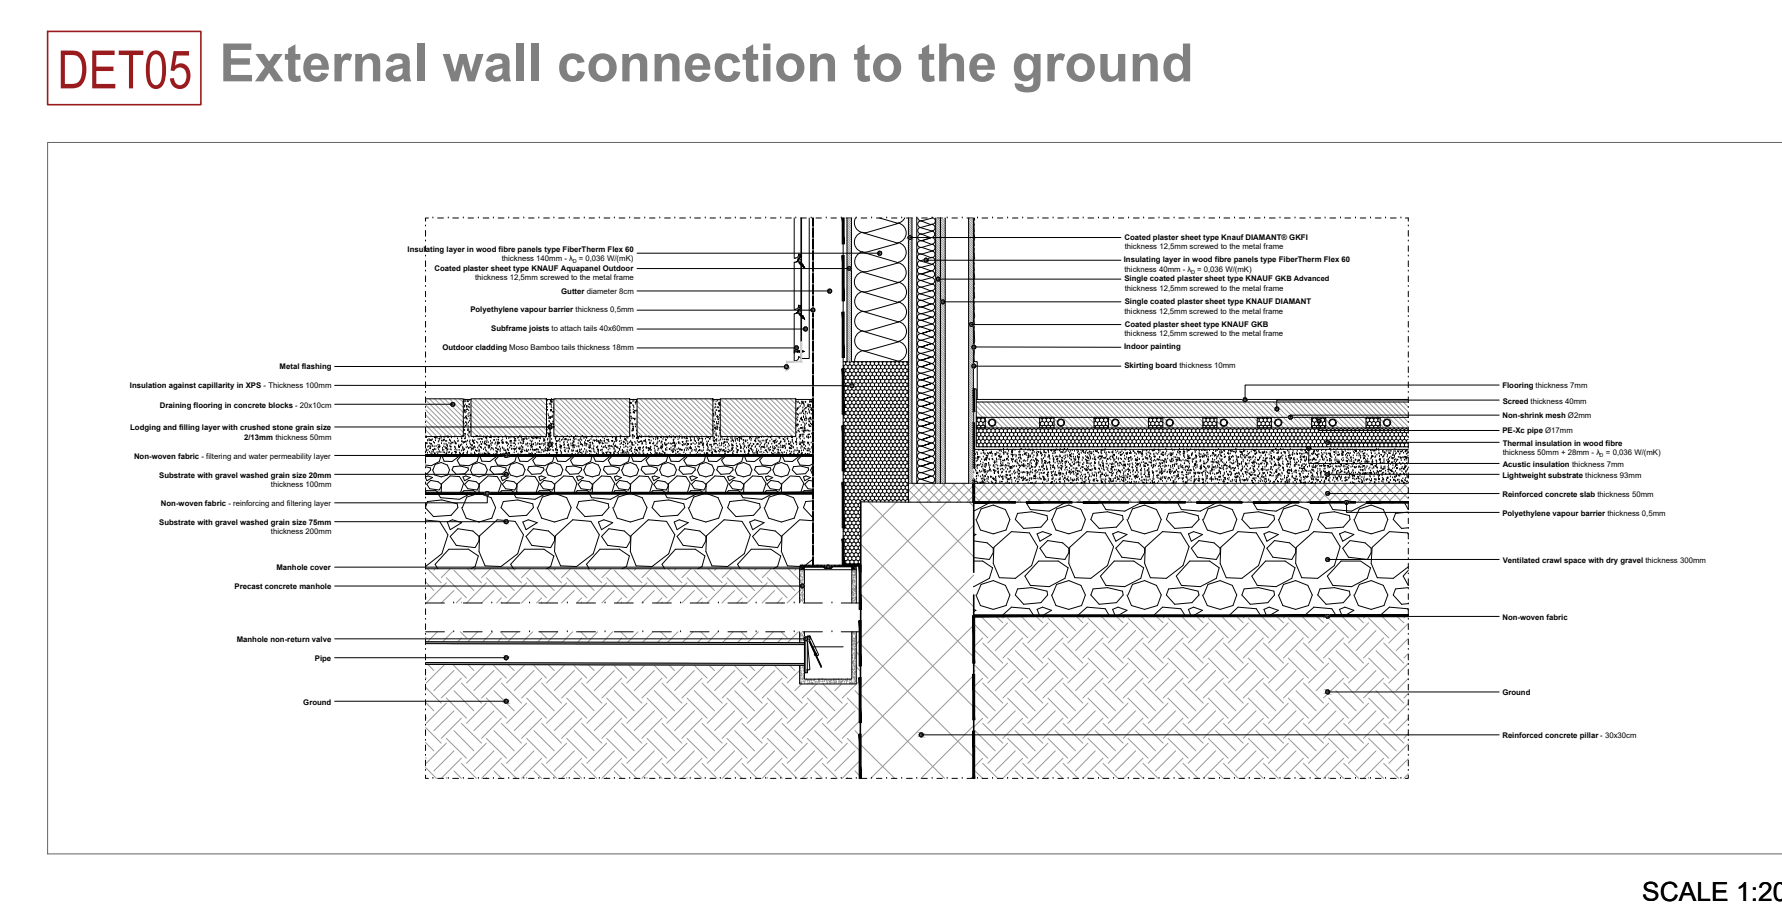 DET05 External wall connection to the ground
Insulating layer in wood fibre panels type FiberTherm Flex 60
thickness 140mm - λD = 0,036 W/(mK)
Coated plaster sheet type KNAUF Aquapanel Outdoor
thickness 12,5mm screwed to the metal frame
Gutter diameter 8cm
Polyethylene vapour barrier thickness 0,5mm
Subframe joists to attach tails 40x60mm
Outdoor cladding Moso Bamboo tails thickness 18mm
Metal flashing
Insulation against capillarity in XPS - Thickness 100mm
Draining flooring in concrete blocks - 20x10cm
Lodging and filling layer with crushed stone grain size
2/13mm thickness 50mm
Non-woven fabric - filtering and water permeability layer
Substrate with gravel washed grain size 20mm
thickness 100mm
Non-woven fabric - reinforcing and filtering layer
Substrate with gravel washed grain size 75mm
thickness 200mm
Manhole cover
Precast concrete manhole
Manhole non-return valve
Pipe
Ground
Coated plaster sheet type Knauf DIAMANT® GKFI
thickness 12,5mm screwed to the metal frame
Insulating layer in wood fibre panels type FiberTherm Flex 60
thickness 40mm - λD = 0,036 W/(mK)
Single coated plaster sheet type KNAUF GKB Advanced
thickness 12,5mm screwed to the metal frame
Single coated plaster sheet type KNAUF DIAMANT
thickness 12,5mm screwed to the metal frame
Coated plaster sheet type KNAUF GKB
thickness 12,5mm screwed to the metal frame
Indoor painting
Skirting board thickness 10mm
Flooring thickness 7mm
Screed thickness 40mm
Non-shrink mesh Ø2mm
PE-Xc pipe Ø17mm
Thermal insulation in wood fibre
thickness 50mm + 28mm - λD = 0,036 W/(mK)
Acustic insulation thickness 7mm
Lightweight substrate thickness 93mm
Reinforced concrete slab thickness 50mm
Polyethylene vapour barrier thickness 0,5mm
Ventilated crawl space with dry gravel thickness 300mm
Non-woven fabric
Ground
Reinforced concrete pillar - 30x30cm
SCALE 1:20